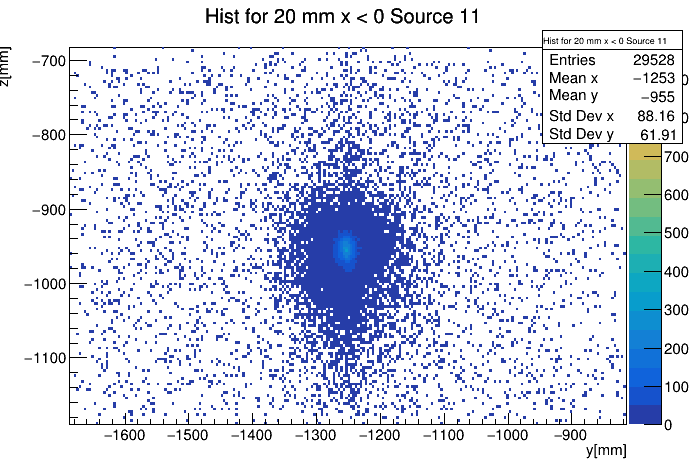 Hist for 20 mm x < 0 Source 11
z[mm]
Hist for 20 mm x < 0 Source 11
Entries 29528
Mean x −1253
Mean y −955
Std Dev x 88.16
Std Dev y 61.91
−700
−800
−900
−1000
−1100
700
600
500
400
300
200
100
0
−1600 −1500 −1400 −1300 −1200 −1100 −1000 −900
y[mm]